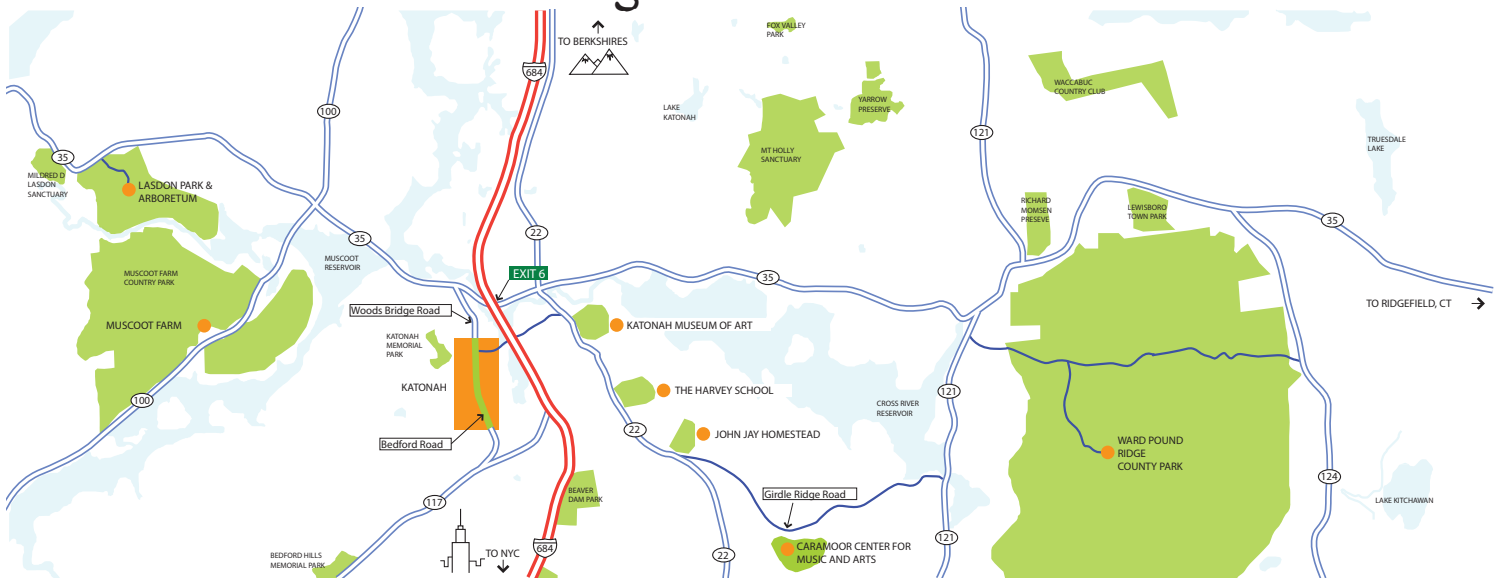 TO BERKSHIRES
684
FOX VALLEY
PARK
100
LAKE
KATONAH
YARROW
PRESERVE
WACCABUC
COUNTRY CLUB
121
TRUESDALE
LAKE
35
MILDRED D
LASDON
SANCTUARY
LASDON PARK &
ARBORETUM
MT HOLLY
SANCTUARY
RICHARD
MOMSEN
PRESEVE
LEWISBORO
TOWN PARK
35
35
22
MUSCOOT
RESERVOIR
MUSCOOT FARM
COUNTRY PARK
EXIT 6
35
TO RIDGEFIELD, CT
Woods Bridge Road
MUSCOOT FARM
KATONAH MUSEUM OF ART
KATONAH
MEMORIAL
PARK
KATONAH
THE HARVEY SCHOOL
121
100
CROSS RIVER
RESERVOIR
22
JOHN JAY HOMESTEAD
Bedford Road
WARD POUND
RIDGE
COUNTY PARK
124
117
BEAVER
DAM PARK
Girdle Ridge Road
LAKE KITCHAWAN
121
684
TO NYC
22
CARAMOOR CENTER FOR
MUSIC AND ARTS
BEDFORD HILLS
MEMORIAL PARK